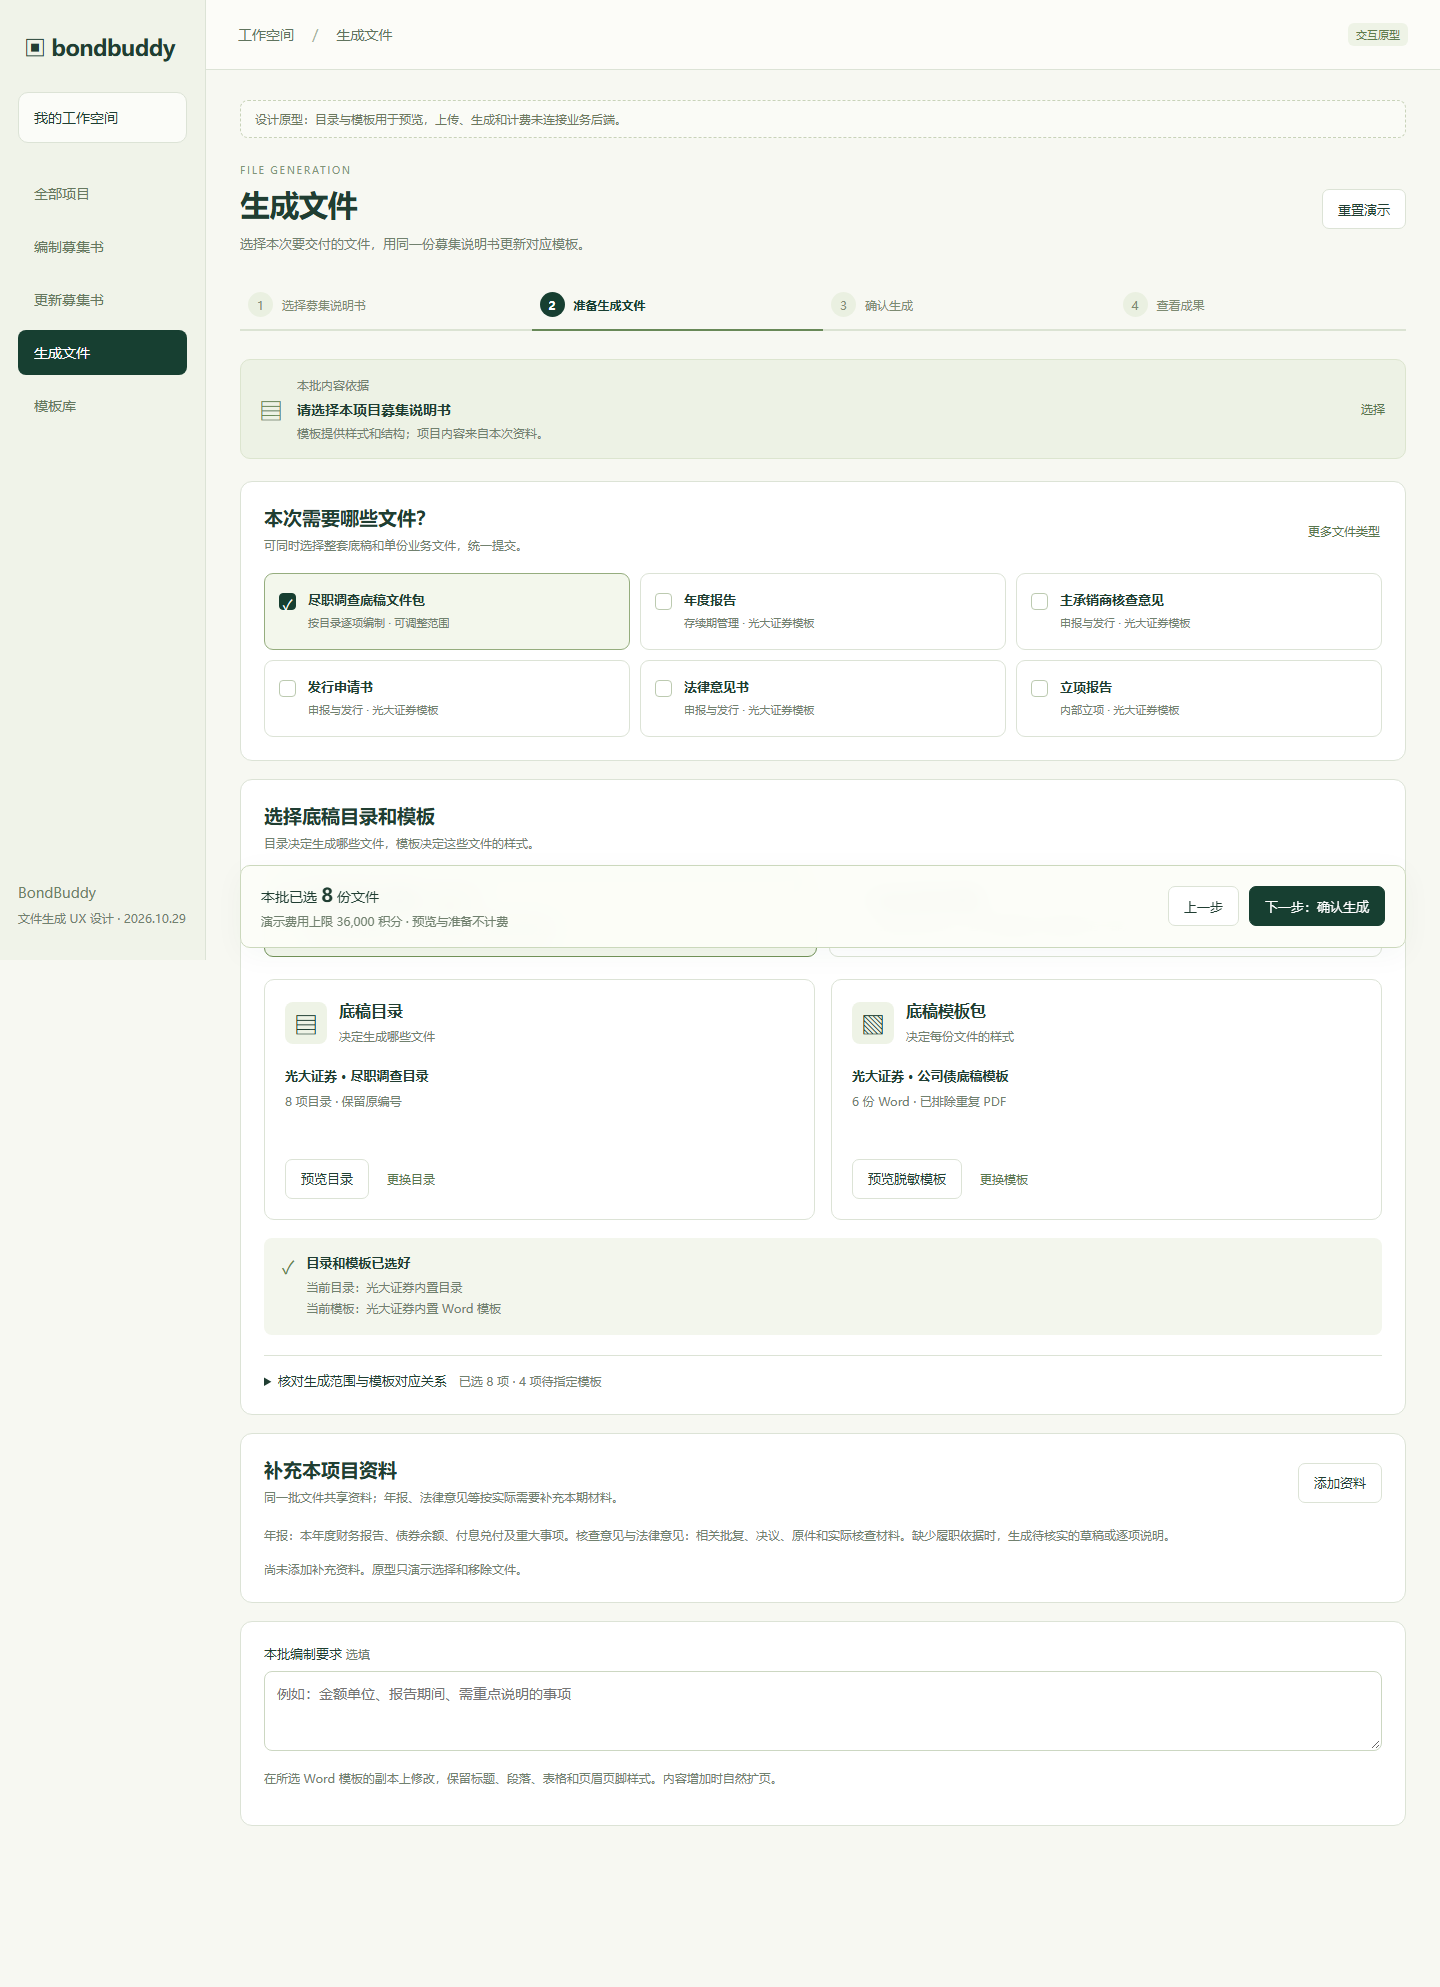 bondbuddy
我的工作空间
全部项目
编制募集书
更新募集书
生成文件
模板库
BondBuddy
文件生成 UX 设计 · 2026.10.29
工作空间 / 生成文件
交互原型
设计原型：目录与模板用于预览，上传、生成和计费未连接业务后端。
FILE GENERATION
生成文件
选择本次要交付的文件，用同一份募集说明书更新对应模板。
重置演示
1 选择募集说明书
2 准备生成文件
3 确认生成
4 查看成果
本批内容依据
请选择本项目募集说明书
模板提供样式和结构；项目内容来自本次资料。
选择
本次需要哪些文件？
可同时选择整套底稿和单份业务文件，统一提交。
更多文件类型
尽职调查底稿文件包
按目录逐项编制 · 可调整范围
年度报告
存续期管理 · 光大证券模板
主承销商核查意见
申报与发行 · 光大证券模板
发行申请书
申报与发行 · 光大证券模板
法律意见书
申报与发行 · 光大证券模板
立项报告
内部立项 · 光大证券模板
选择底稿目录和模板
目录决定生成哪些文件，模板决定这些文件的样式。
本批已选 8 份文件
演示费用上限 36,000 积分 · 预览与准备不计费
上一步
下一步：确认生成
底稿目录
决定生成哪些文件
光大证券 • 尽职调查目录
8 项目录 · 保留原编号
预览目录
更换目录
底稿模板包
决定每份文件的样式
光大证券 • 公司债底稿模板
6 份 Word · 已排除重复 PDF
预览脱敏模板
更换模板
目录和模板已选好
当前目录：光大证券内置目录
当前模板：光大证券内置 Word 模板
核对生成范围与模板对应关系 已选 8 项 · 4 项待指定模板
补充本项目资料
同一批文件共享资料；年报、法律意见等按实际需要补充本期材料。
添加资料
年报：本年度财务报告、债券余额、付息兑付及重大事项。核查意见与法律意见：相关批复、决议、原件和实际核查材料。缺少履职依据时，生成待核实的草稿或逐项说明。
尚未添加补充资料。原型只演示选择和移除文件。
本批编制要求 选填
例如：金额单位、报告期间、需重点说明的事项
在所选 Word 模板的副本上修改，保留标题、段落、表格和页眉页脚样式。内容增加时自然扩页。